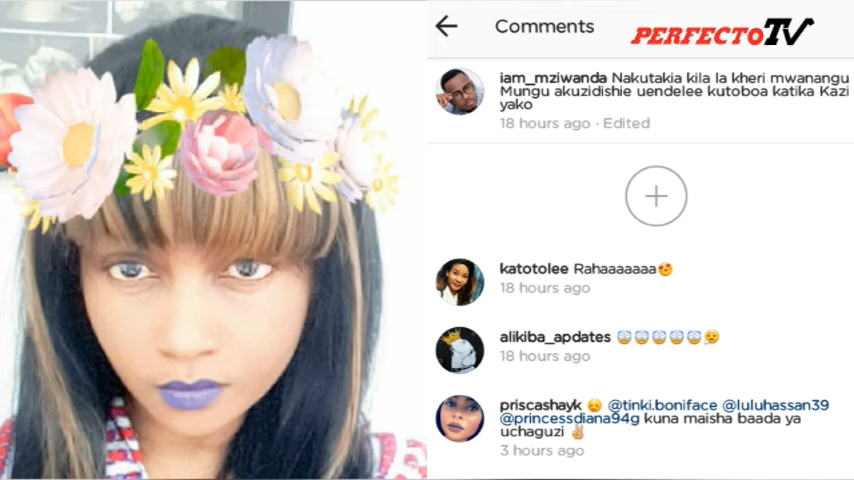 Comments
PERFECTOTV
iam_mziwanda Nakutakia kila la kheri mwanangu
Mungu akuzidishie uendelee kutoboa katika Kazi
yako
18 hours ago · Edited
katotolee Rahaaaaaaa😍
18 hours ago
alikiba_apdates 😨😨😨😨😨😥
18 hours ago
priscashayk 😣 @tinki.boniface @luluhassan39
@princessdiana94g kuna maisha baada ya
uchaguzi ✌
3 hours ago